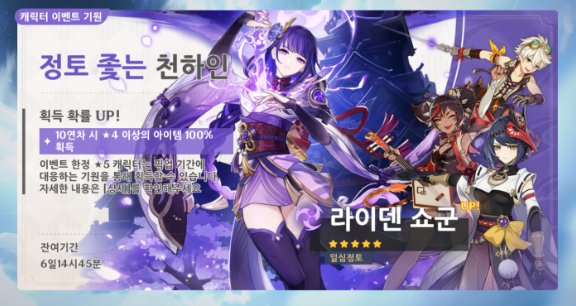 캐릭터 이벤트 기원
정토 좇는 천하인
획득 확률 UP!
10연차 시 ★4 이상의 아이템 100%
획득
이벤트 한정 ★5 캐릭터는 픽업 기간에
대응하는 기원을 통해 획득할 수 있습니다
자세한 내용은 [상세]를 확인해주세요
UP!
라이덴 쇼군
★★★★★
일심정토
잔여기간
6일14시45분